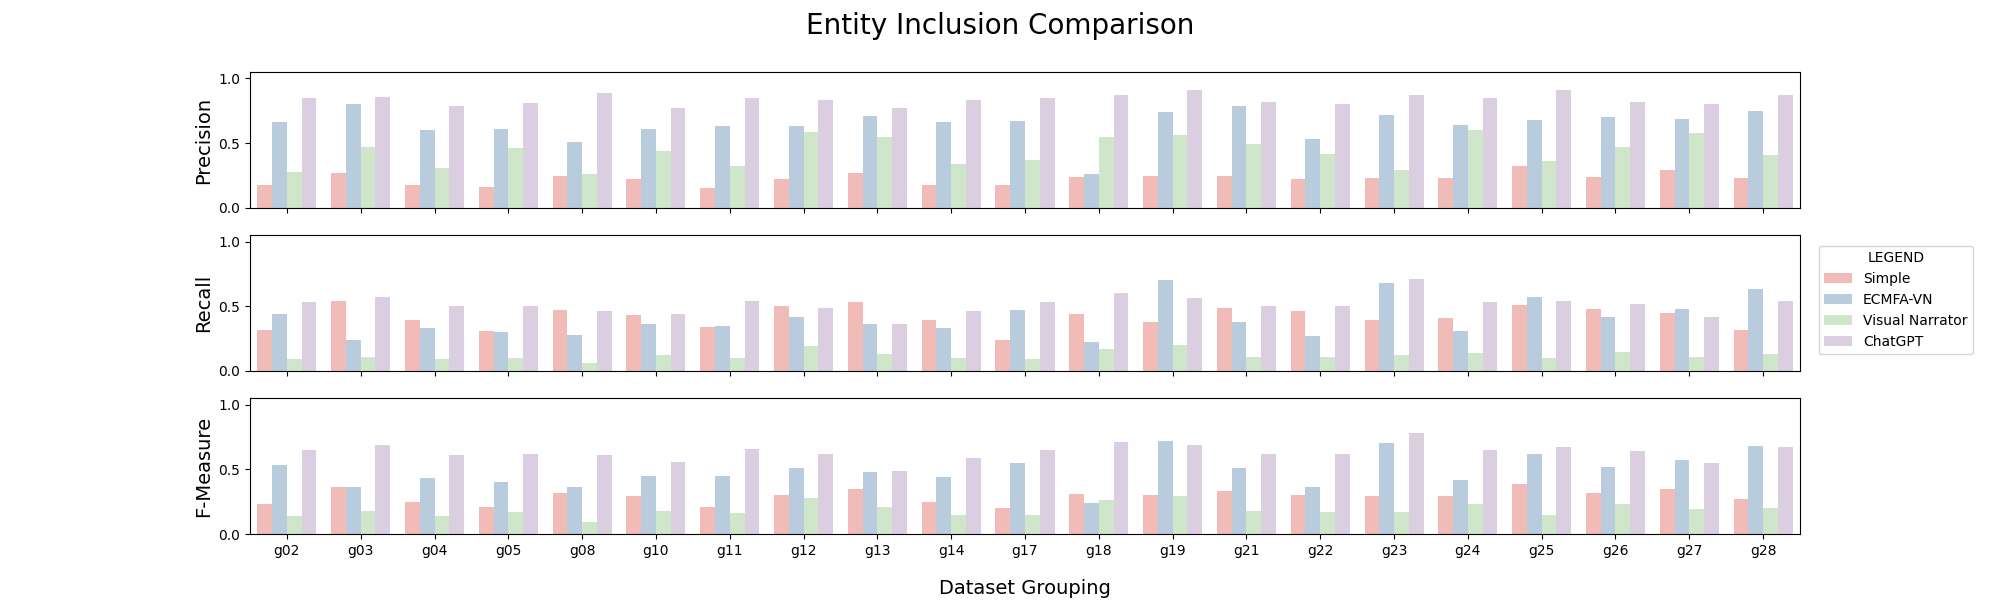 Entity Inclusion Comparison
1.0
0.5
0.0
Precision
1.0
0.5
0.0
Recall
LEGEND
Simple
ECMFA-VN
Visual Narrator
ChatGPT
1.0
0.5
0.0
F-Measure
g02 g03 g04 g05 g08 g10 g11 g12 g13 g14 g17 g18 g19 g21 g22 g23 g24 g25 g26 g27 g28
Dataset Grouping